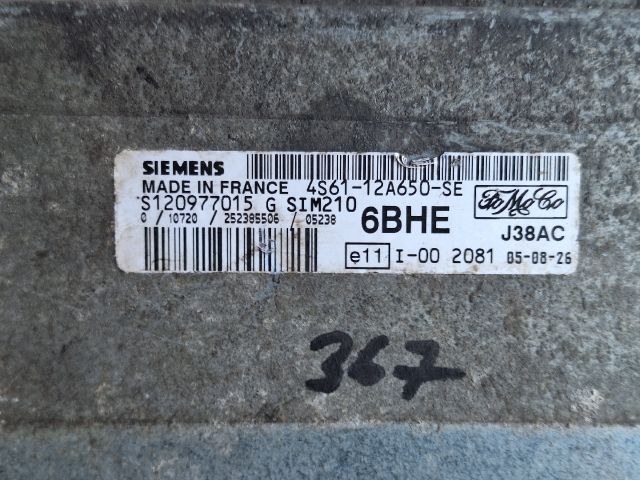 SIEMENS
MADE IN FRANCE 4S61-12A650-SE
S120977015 G SIM210
0 / 10720 / 252385506 / 05238
6BHE
FoMoCo
J38AC
e11 I-00 2081 05-08-26
367